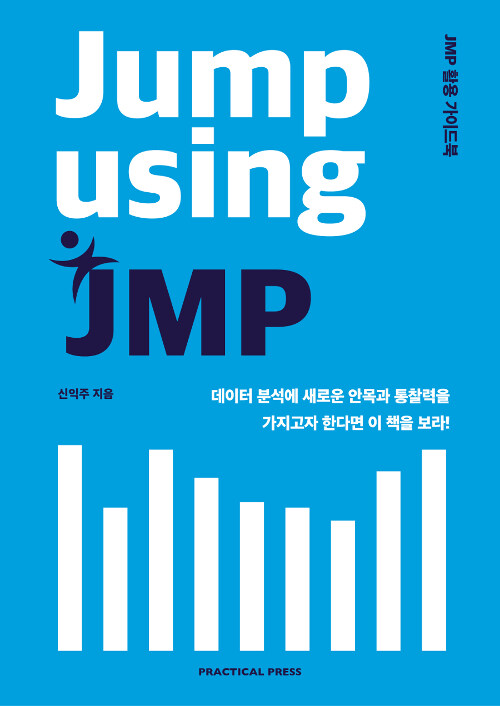 Jump
using
JMP
JMP 활용 가이드북
신익주 지음
데이터 분석에 새로운 안목과 통찰력을
가지고자 한다면 이 책을 보라!
PRACTICAL PRESS